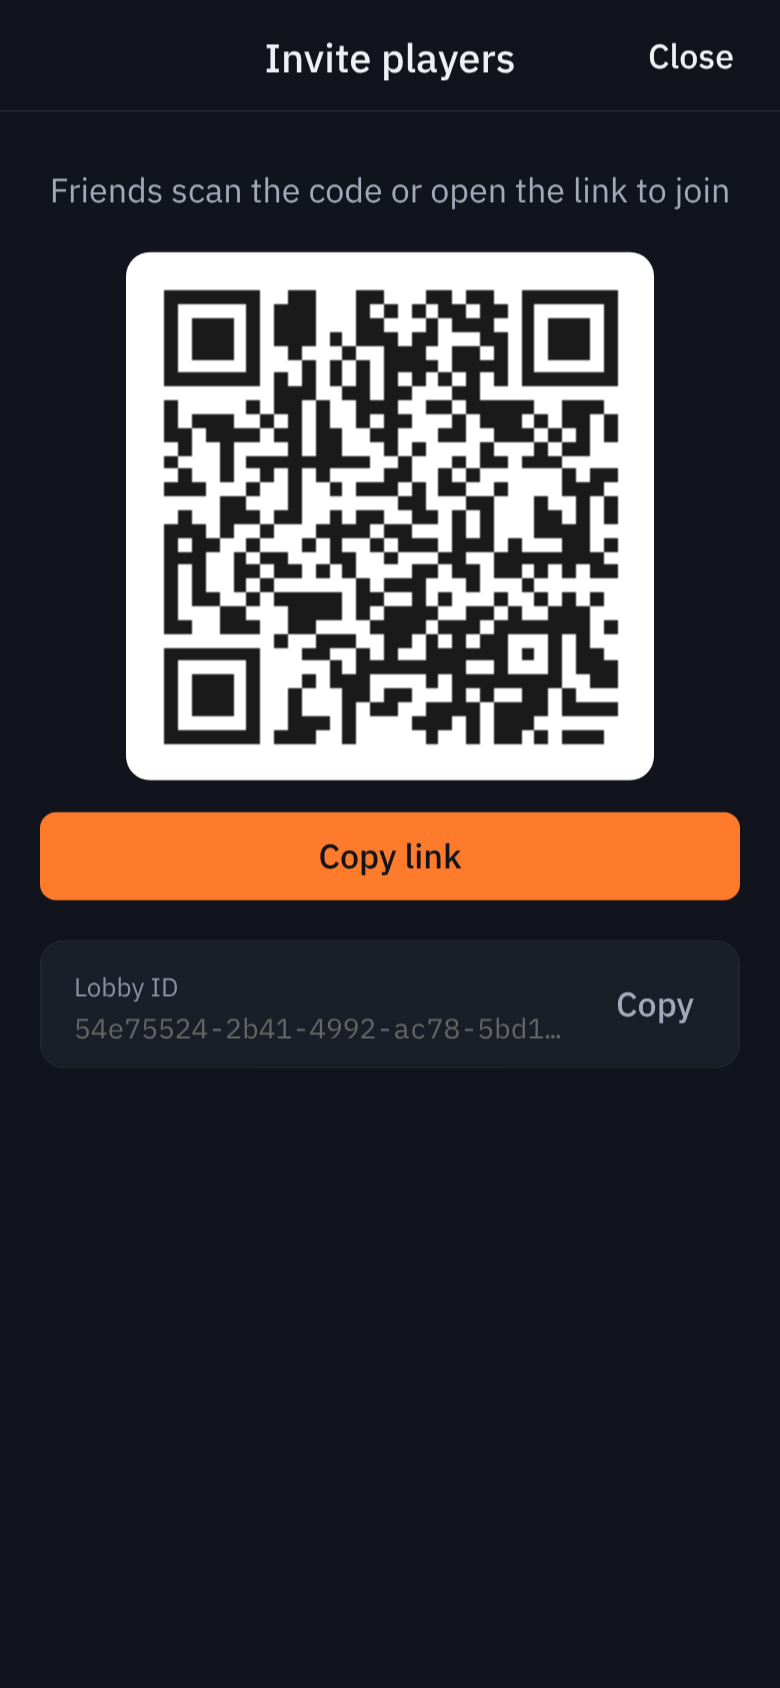 Invite players
Close
Friends scan the code or open the link to join
Copy link
Lobby ID
54e75524-2b41-4992-ac78-5bd1…
Copy